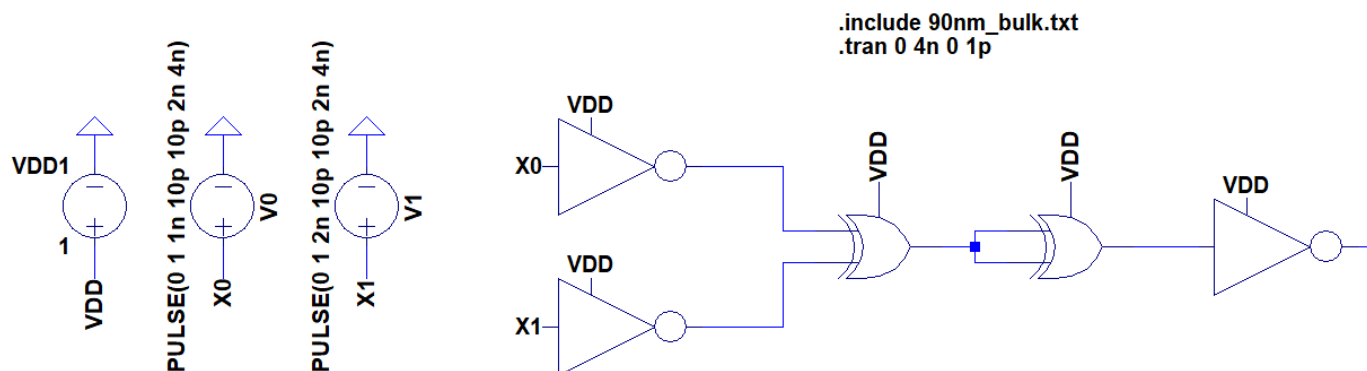 .include 90nm_bulk.txt
.tran 0 4n 0 1p
VDD1
1
VDD
PULSE(0 1 1n 10p 10p 2n 4n)
V0
X0
PULSE(0 1 2n 10p 10p 2n 4n)
V1
X1
VDD
X0
VDD
X1
VDD
VDD
VDD